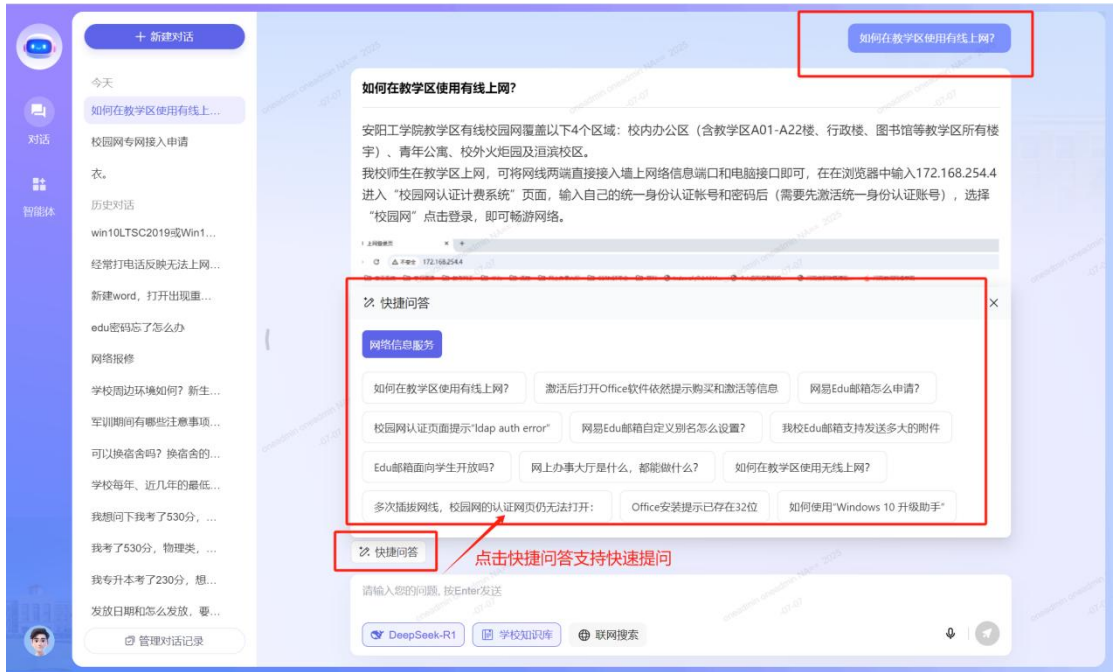 + 新建对话
今天
如何在教学区使用有线上...
校园网专网接入申请
衣。
历史对话
win10LTSC2019或Win1...
经常打电话反映无法上网...
新建word,打开出现重...
edu密码忘了怎么办
网络报修
学校周边环境如何?新生...
军训期间有哪些注意事项...
可以换宿舍吗?换宿舍的...
学校每年、近几年的最低...
我想问下我考了530分,...
我考了530分,物理类,...
我专升本考了230分,想...
发放日期和怎么发放,要...
管理对话记录
对话
智能体
如何在教学区使用有线上网?
如何在教学区使用有线上网?
安阳工学院教学区有线校园网覆盖以下4个区域:校内办公区(含教学区A01-A22楼、行政楼、图书馆等教学区所有楼
宇)、青年公寓、校外火炬园及洹滨校区。
我校师生在教学区上网,可将网线两端直接接入墙上网络信息端口和电脑接口即可,在在浏览器中输入172.168.254.4
进入“校园网认证计费系统”页面,输入自己的统一身份认证帐号和密码后(需要先激活统一身份认证账号),选择
“校园网”点击登录,即可畅游网络。
上网登录页 × +
不安全 172.168.254.4
快捷问答 ×
网络信息服务
如何在教学区使用有线上网? 激活后打开Office软件依然提示购买和激活等信息 网易Edu邮箱怎么申请?
校园网认证页面提示“ldap auth error” 网易Edu邮箱自定义别名怎么设置? 我校Edu邮箱支持发送多大的附件
Edu邮箱面向学生开放吗? 网上办事大厅是什么,都能做什么? 如何在教学区使用无线上网?
多次插拔网线,校园网的认证网页仍无法打开: Office安装提示已存在32位 如何使用“Windows 10 升级助手”
快捷问答
点击快捷问答支持快速提问
请输入您的问题, 按Enter发送
DeepSeek-R1 学校知识库 联网搜索